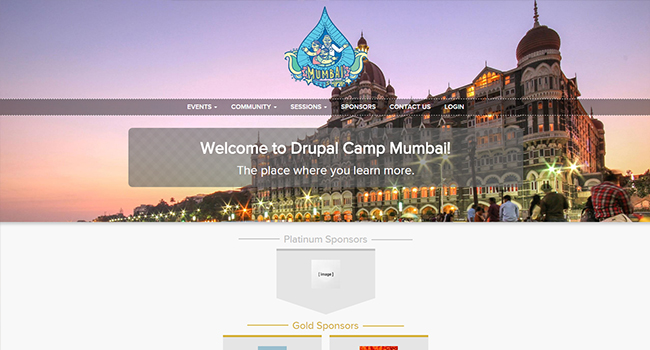 MUMBAI
EVENTS
COMMUNITY
SESSIONS
SPONSORS
CONTACT US
LOGIN
Welcome to Drupal Camp Mumbai!
The place where you learn more.
Platinum Sponsors
[ image ]
Gold Sponsors